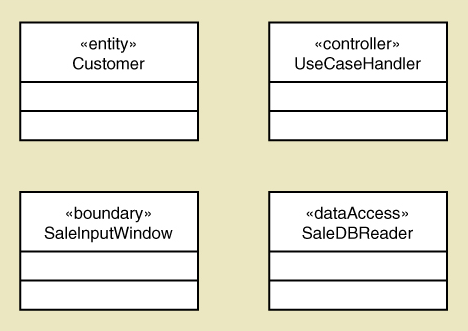 «entity»
Customer
«controller»
UseCaseHandler
«boundary»
SaleInputWindow
«dataAccess»
SaleDBReader